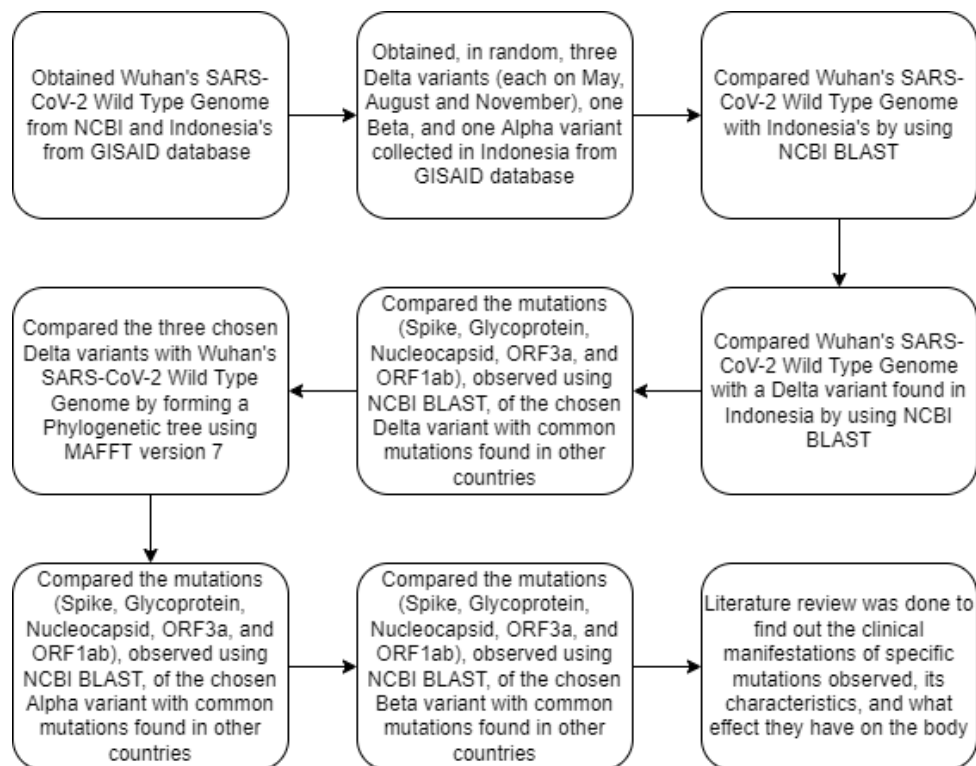 Obtained Wuhan's SARS-
CoV-2 Wild Type Genome
from NCBI and Indonesia's
from GISAID database
Obtained, in random, three
Delta variants (each on May,
August and November), one
Beta, and one Alpha variant
collected in Indonesia from
GISAID database
Compared Wuhan's SARS-
CoV-2 Wild Type Genome
with Indonesia's by using
NCBI BLAST
Compared Wuhan's SARS-
CoV-2 Wild Type Genome
with a Delta variant found in
Indonesia by using NCBI
BLAST
Compared the mutations
(Spike, Glycoprotein,
Nucleocapsid, ORF3a, and
ORF1ab), observed using
NCBI BLAST, of the chosen
Delta variant with common
mutations found in other
countries
Compared the three chosen
Delta variants with Wuhan's
SARS-CoV-2 Wild Type
Genome by forming a
Phylogenetic tree using
MAFFT version 7
Compared the mutations
(Spike, Glycoprotein,
Nucleocapsid, ORF3a, and
ORF1ab), observed using
NCBI BLAST, of the chosen
Alpha variant with common
mutations found in other
countries
Compared the mutations
(Spike, Glycoprotein,
Nucleocapsid, ORF3a, and
ORF1ab), observed using
NCBI BLAST, of the chosen
Beta variant with common
mutations found in other
countries
Literature review was done to
find out the clinical
manifestations of specific
mutations observed, its
characteristics, and what
effect they have on the body